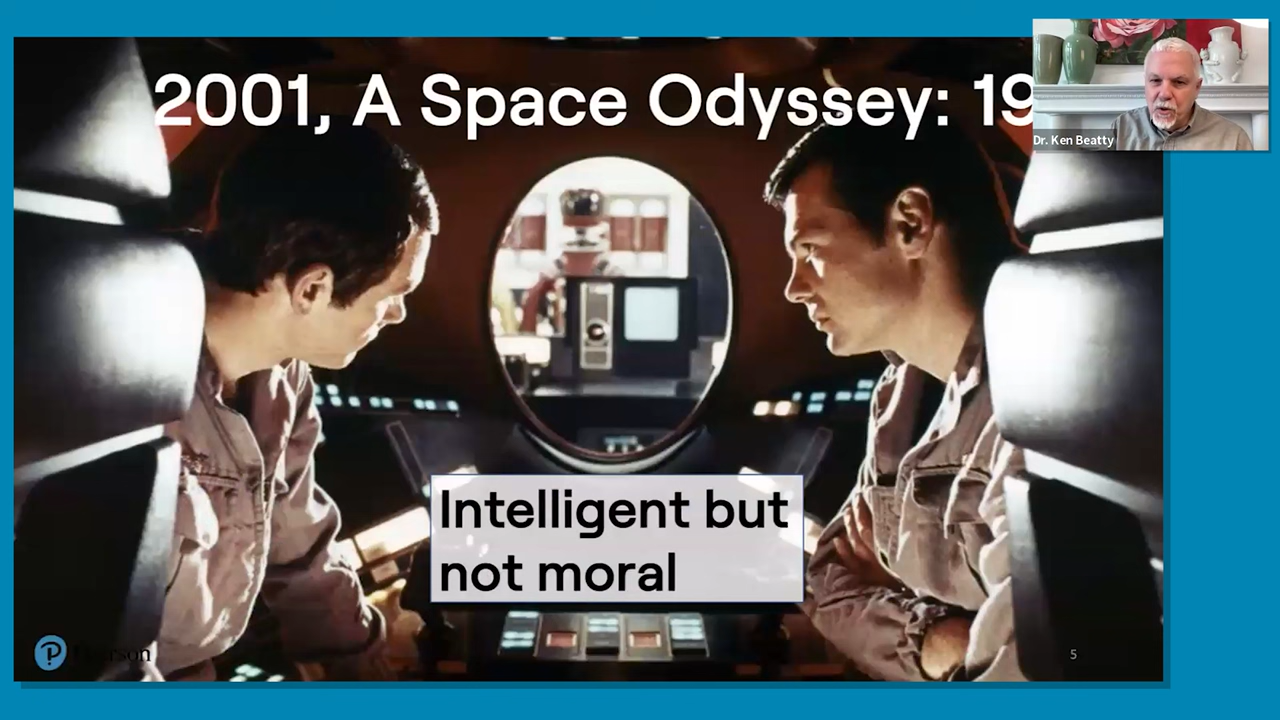 2001, A Space Odyssey: 19
Dr. Ken Beatty
Intelligent but
not moral
Pearson
5